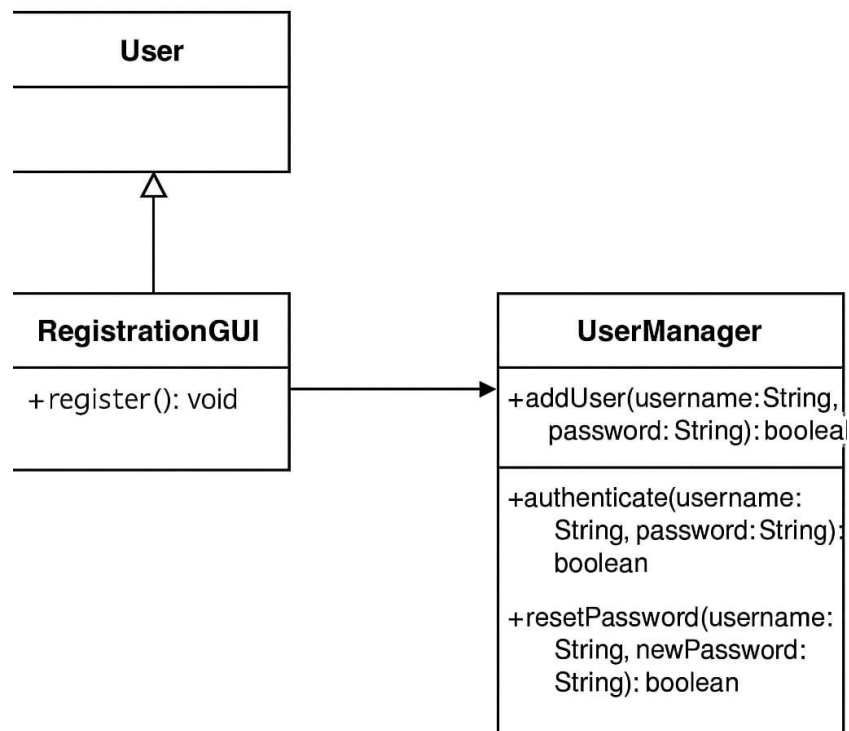 User
RegistrationGUI
+register(): void
UserManager
+addUser(username: String,
password: String): boolea
+authenticate(username:
String, password: String):
boolean
+resetPassword(username:
String, newPassword:
String): boolean